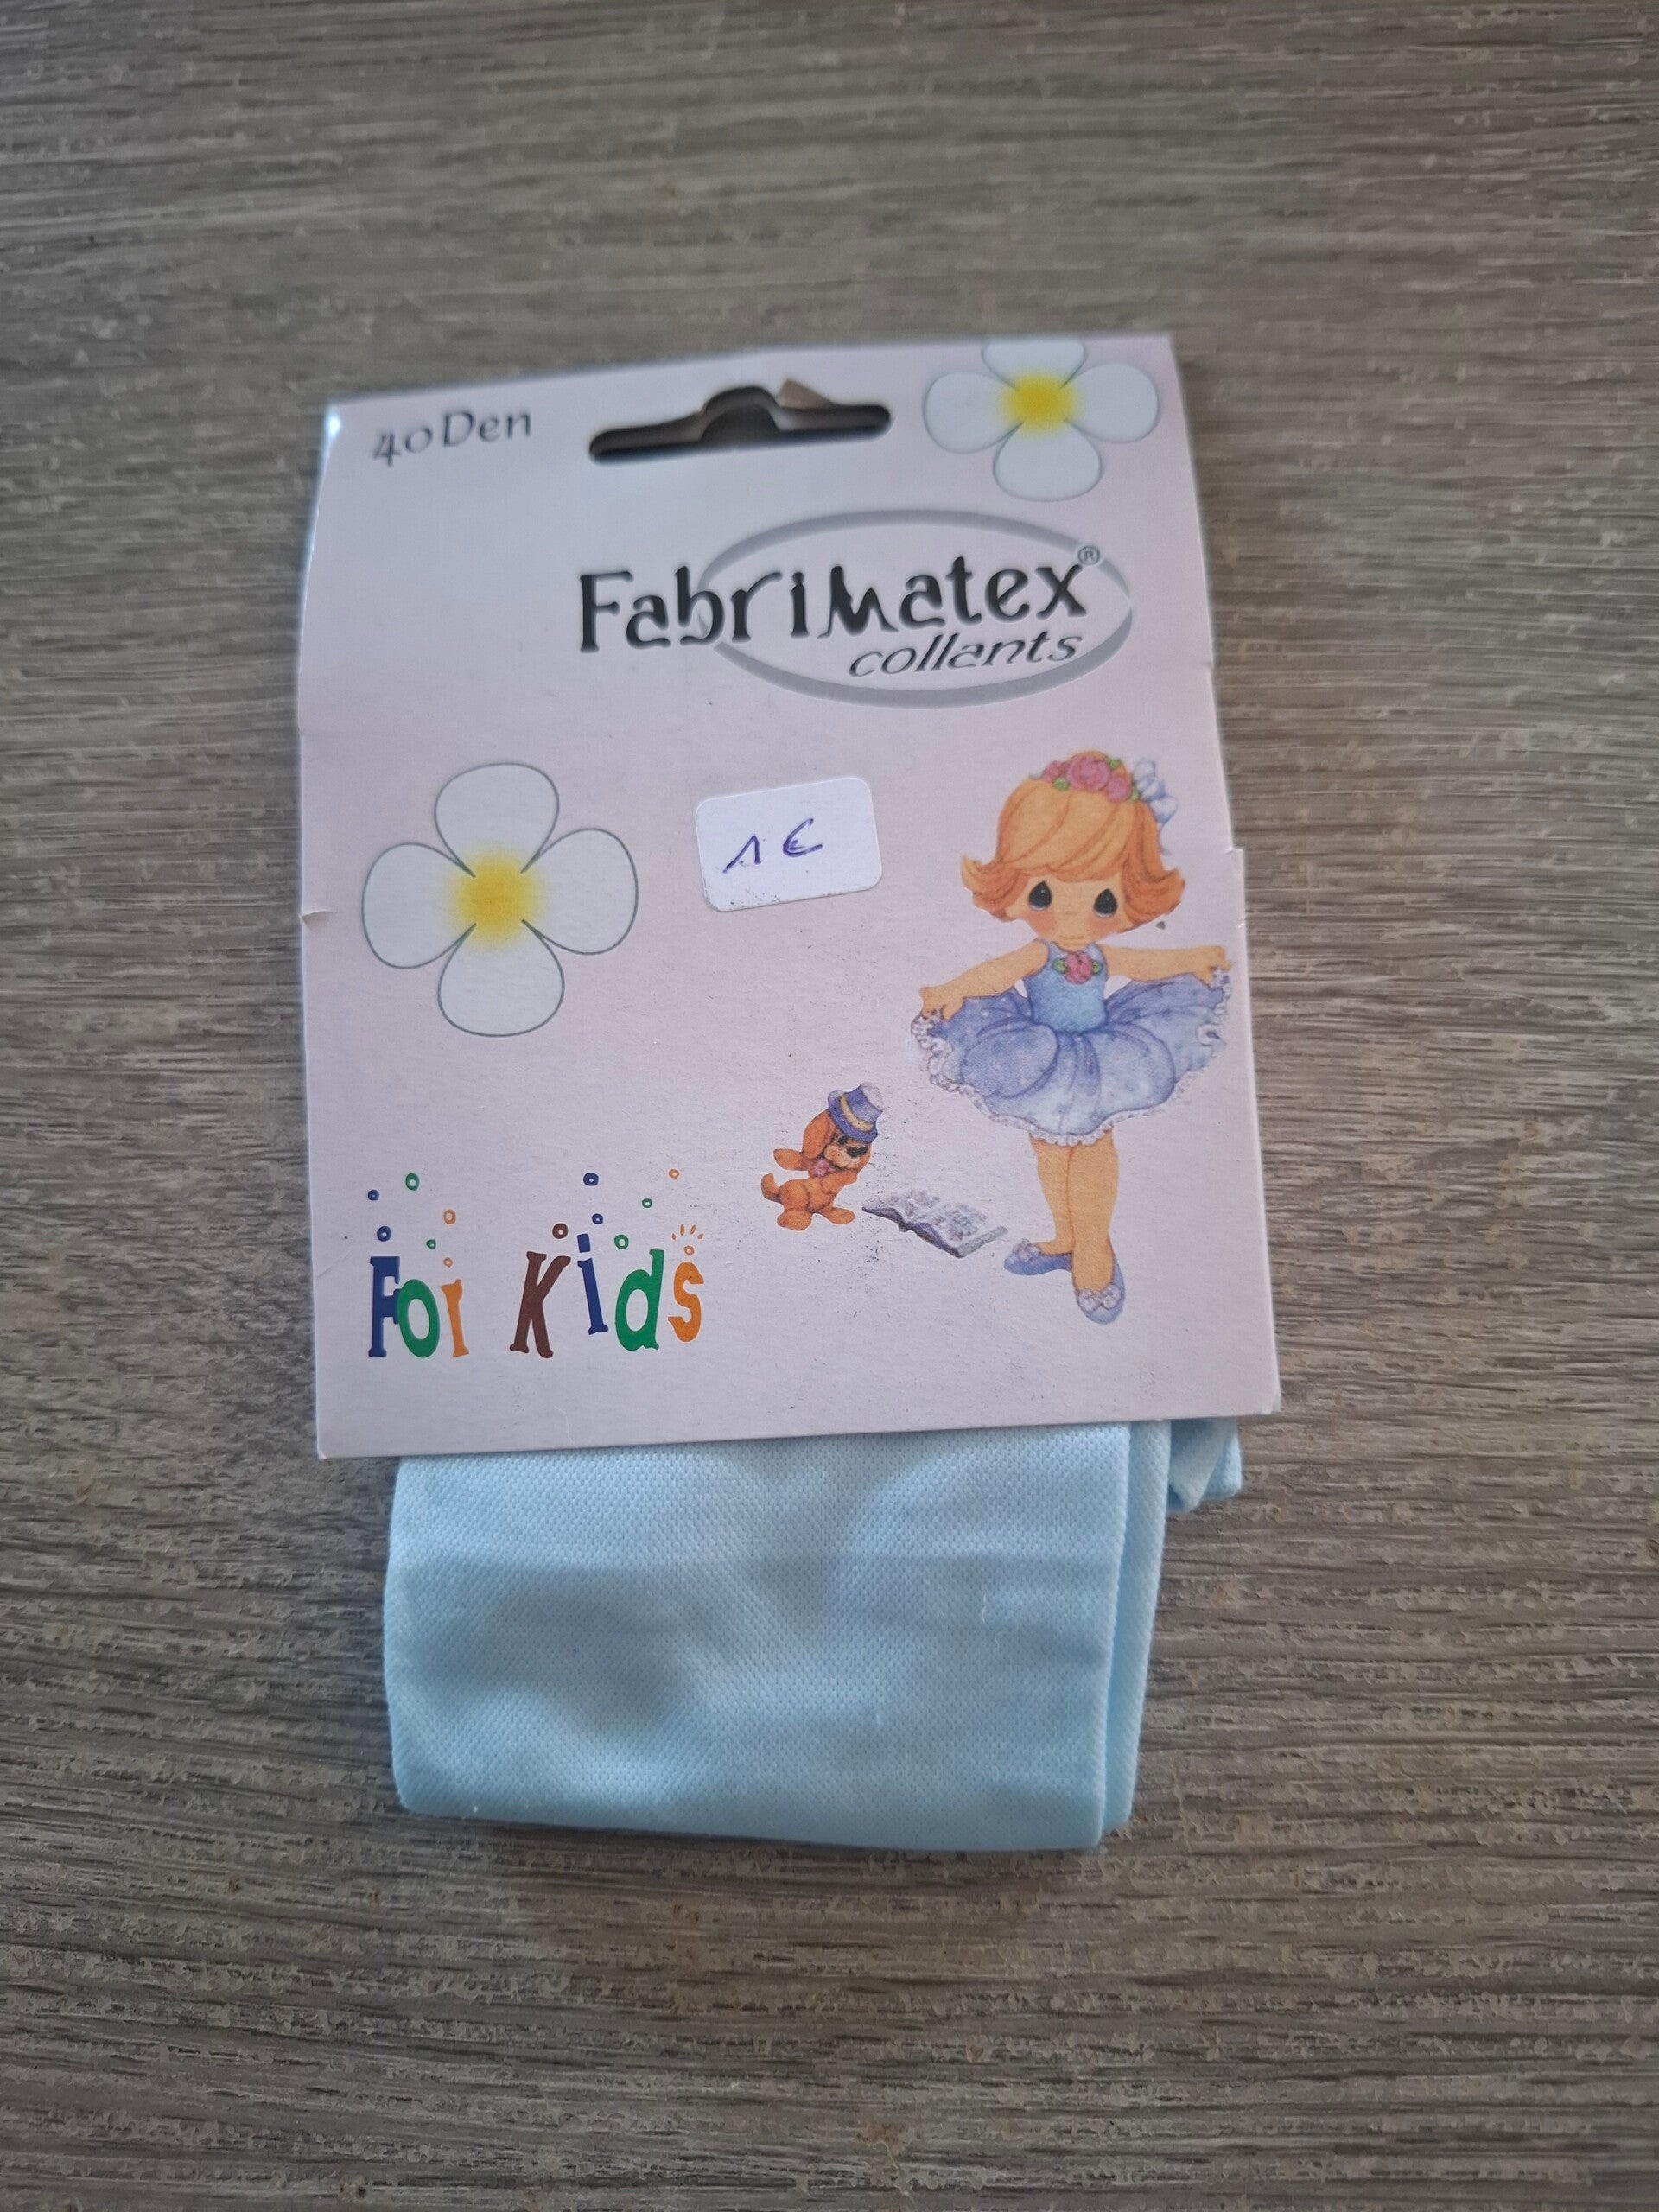 40 Den
FabriMatex®
collants
1 €
For Kids